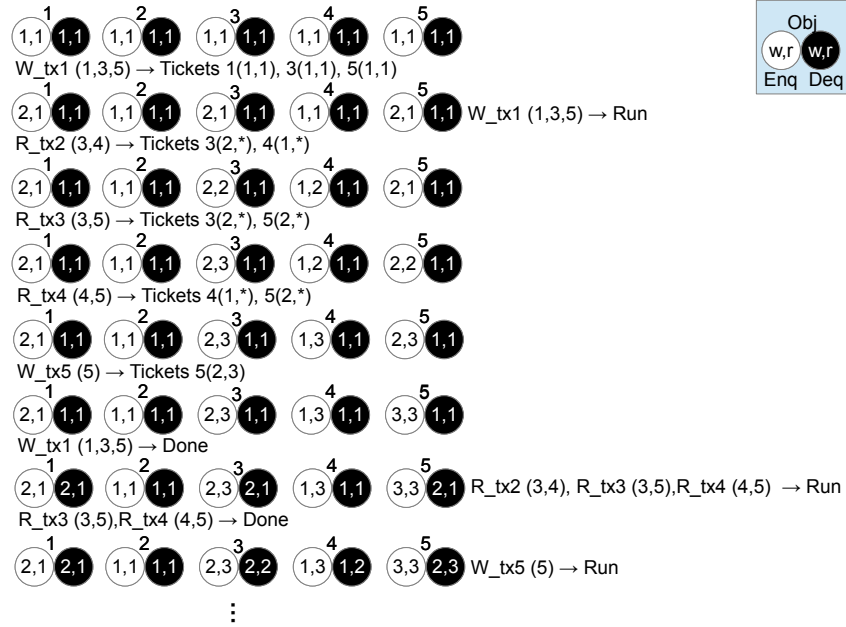 1 2 3 4 5
1,1 1,1 1,1 1,1 1,1 1,1 1,1 1,1 1,1 1,1
W_tx1 (1,3,5) → Tickets 1(1,1), 3(1,1), 5(1,1)
1 2 3 4 5
2,1 1,1 1,1 1,1 2,1 1,1 1,1 1,1 2,1 1,1 W_tx1 (1,3,5) → Run
R_tx2 (3,4) → Tickets 3(2,*), 4(1,*)
1 2 3 4 5
2,1 1,1 1,1 1,1 2,2 1,1 1,2 1,1 2,1 1,1
R_tx3 (3,5) → Tickets 3(2,*), 5(2,*)
1 2 3 4 5
2,1 1,1 1,1 1,1 2,3 1,1 1,2 1,1 2,2 1,1
R_tx4 (4,5) → Tickets 4(1,*), 5(2,*)
1 2 3 4 5
2,1 1,1 1,1 1,1 2,3 1,1 1,3 1,1 2,3 1,1
W_tx5 (5) → Tickets 5(2,3)
1 2 3 4 5
2,1 1,1 1,1 1,1 2,3 1,1 1,3 1,1 3,3 1,1
W_tx1 (1,3,5) → Done
1 2 3 4 5
2,1 2,1 1,1 1,1 2,3 2,1 1,3 1,1 3,3 2,1 R_tx2 (3,4), R_tx3 (3,5),R_tx4 (4,5) → Run
R_tx3 (3,5),R_tx4 (4,5) → Done
1 2 3 4 5
2,1 2,1 1,1 1,1 2,3 2,2 1,3 1,2 3,3 2,3 W_tx5 (5) → Run
⋮
Obj
w,r w,r
Enq Deq